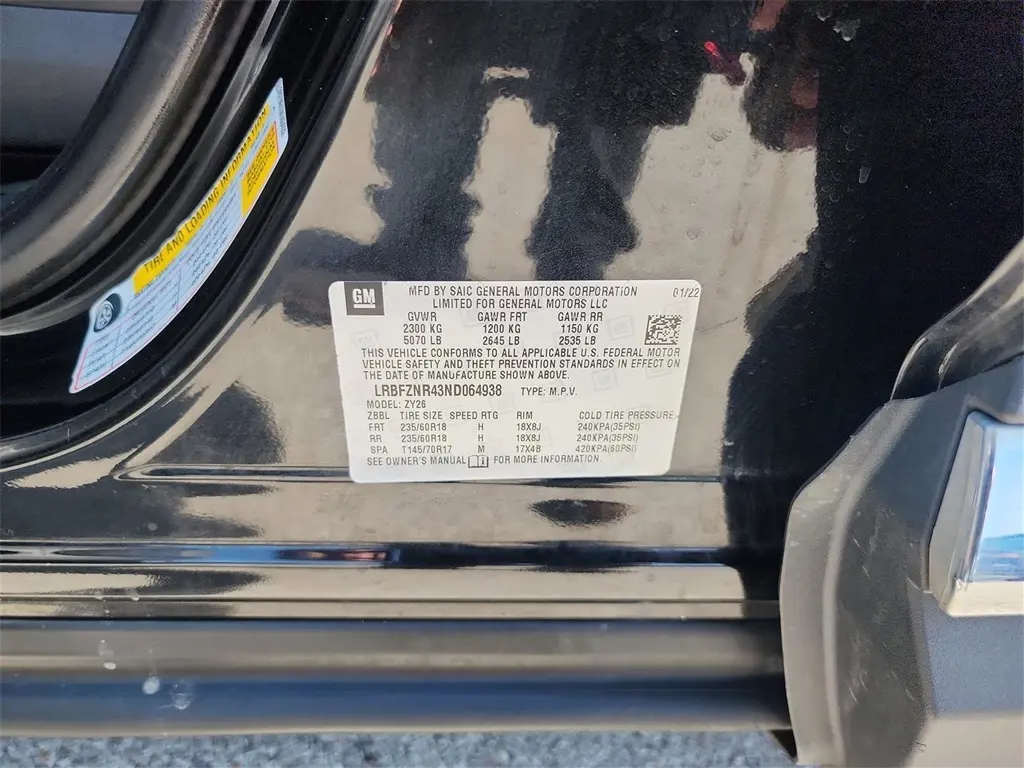 TIRE AND LOADING INFORMATION
GM
MFD BY SAIC GENERAL MOTORS CORPORATION 01/22
LIMITED FOR GENERAL MOTORS LLC
GVWR GAWR FRT GAWR RR
2300 KG 1200 KG 1150 KG
5070 LB 2645 LB 2535 LB
THIS VEHICLE CONFORMS TO ALL APPLICABLE U.S. FEDERAL MOTOR
VEHICLE SAFETY AND THEFT PREVENTION STANDARDS IN EFFECT ON
THE DATE OF MANUFACTURE SHOWN ABOVE.
LRBFZNR43ND064938 TYPE: M.P.V.
MODEL: ZY26
ZBBL TIRE SIZE SPEED RTG RIM COLD TIRE PRESSURE
FRT 235/60R18 H 18X8J 240KPA(35PSI)
RR 235/60R18 H 18X8J 240KPA(35PSI)
SPA T145/70R17 M 17X4B 420KPA(60PSI)
SEE OWNER'S MANUAL FOR MORE INFORMATION